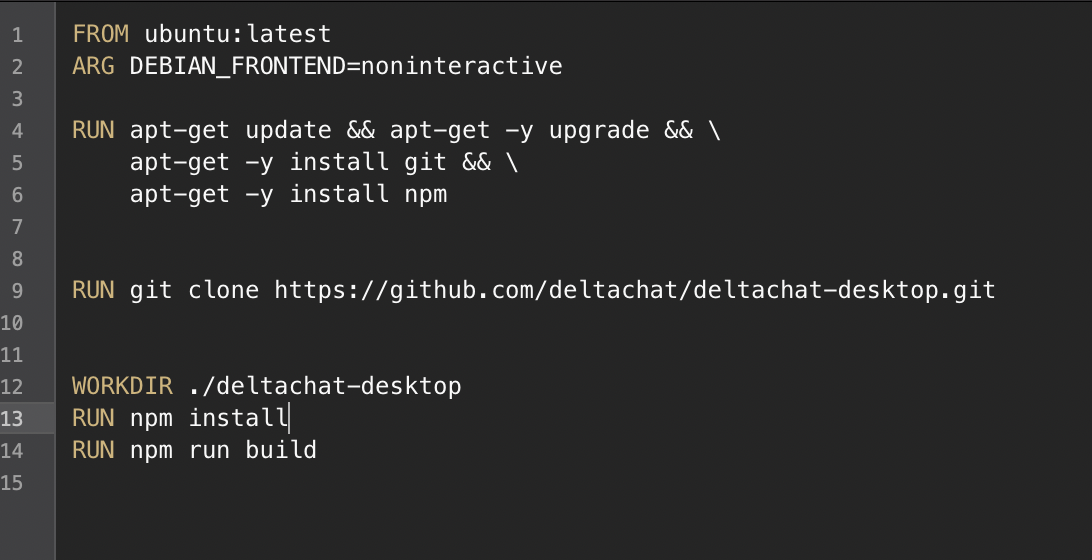 1 FROM ubuntu:latest
2 ARG DEBIAN_FRONTEND=noninteractive
3
4 RUN apt-get update && apt-get -y upgrade && \
5 apt-get -y install git && \
6 apt-get -y install npm
7
8
9 RUN git clone https://github.com/deltachat/deltachat-desktop.git
10
11
12 WORKDIR ./deltachat-desktop
13 RUN npm install
14 RUN npm run build
15